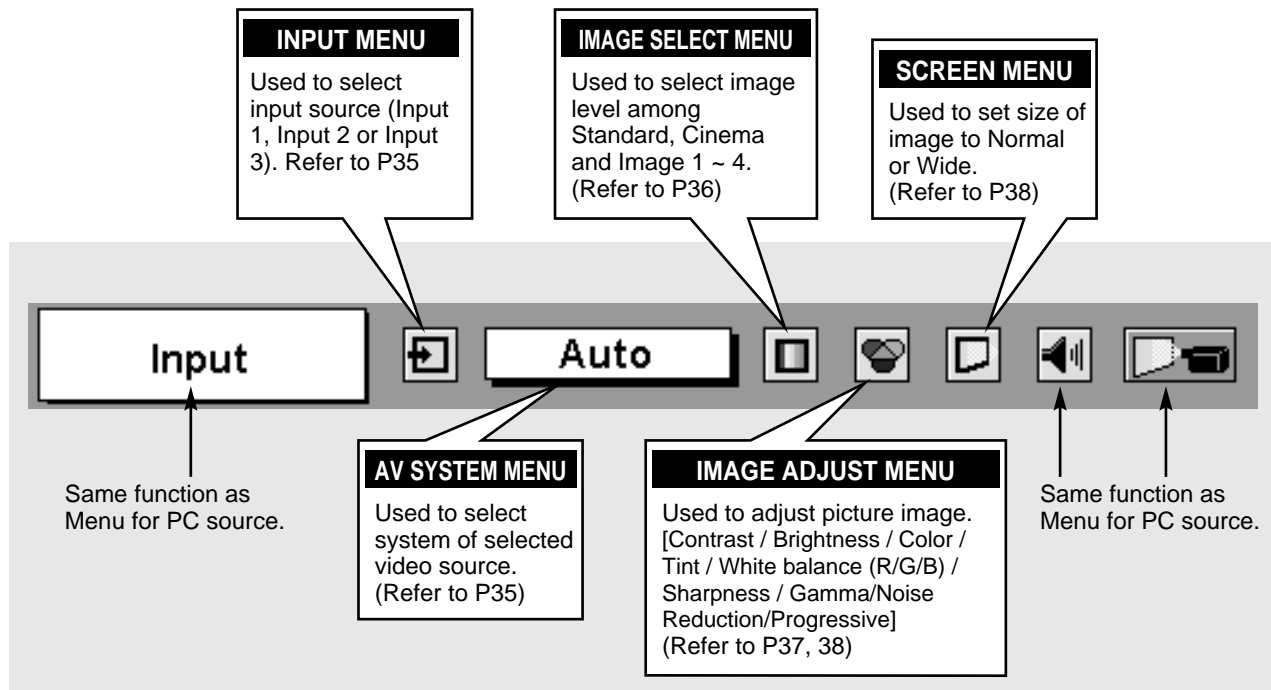 INPUT MENU
Used to select
input source (Input
1, Input 2 or Input
3). Refer to P35
IMAGE SELECT MENU
Used to select image
level among
Standard, Cinema
and Image 1 ~ 4.
(Refer to P36)
SCREEN MENU
Used to set size of
image to Normal
or Wide.
(Refer to P38)
Input
Auto
Same function as
Menu for PC source.
AV SYSTEM MENU
Used to select
system of selected
video source.
(Refer to P35)
IMAGE ADJUST MENU
Used to adjust picture image.
[Contrast / Brightness / Color /
Tint / White balance (R/G/B) /
Sharpness / Gamma/Noise
Reduction/Progressive]
(Refer to P37, 38)
Same function as
Menu for PC source.